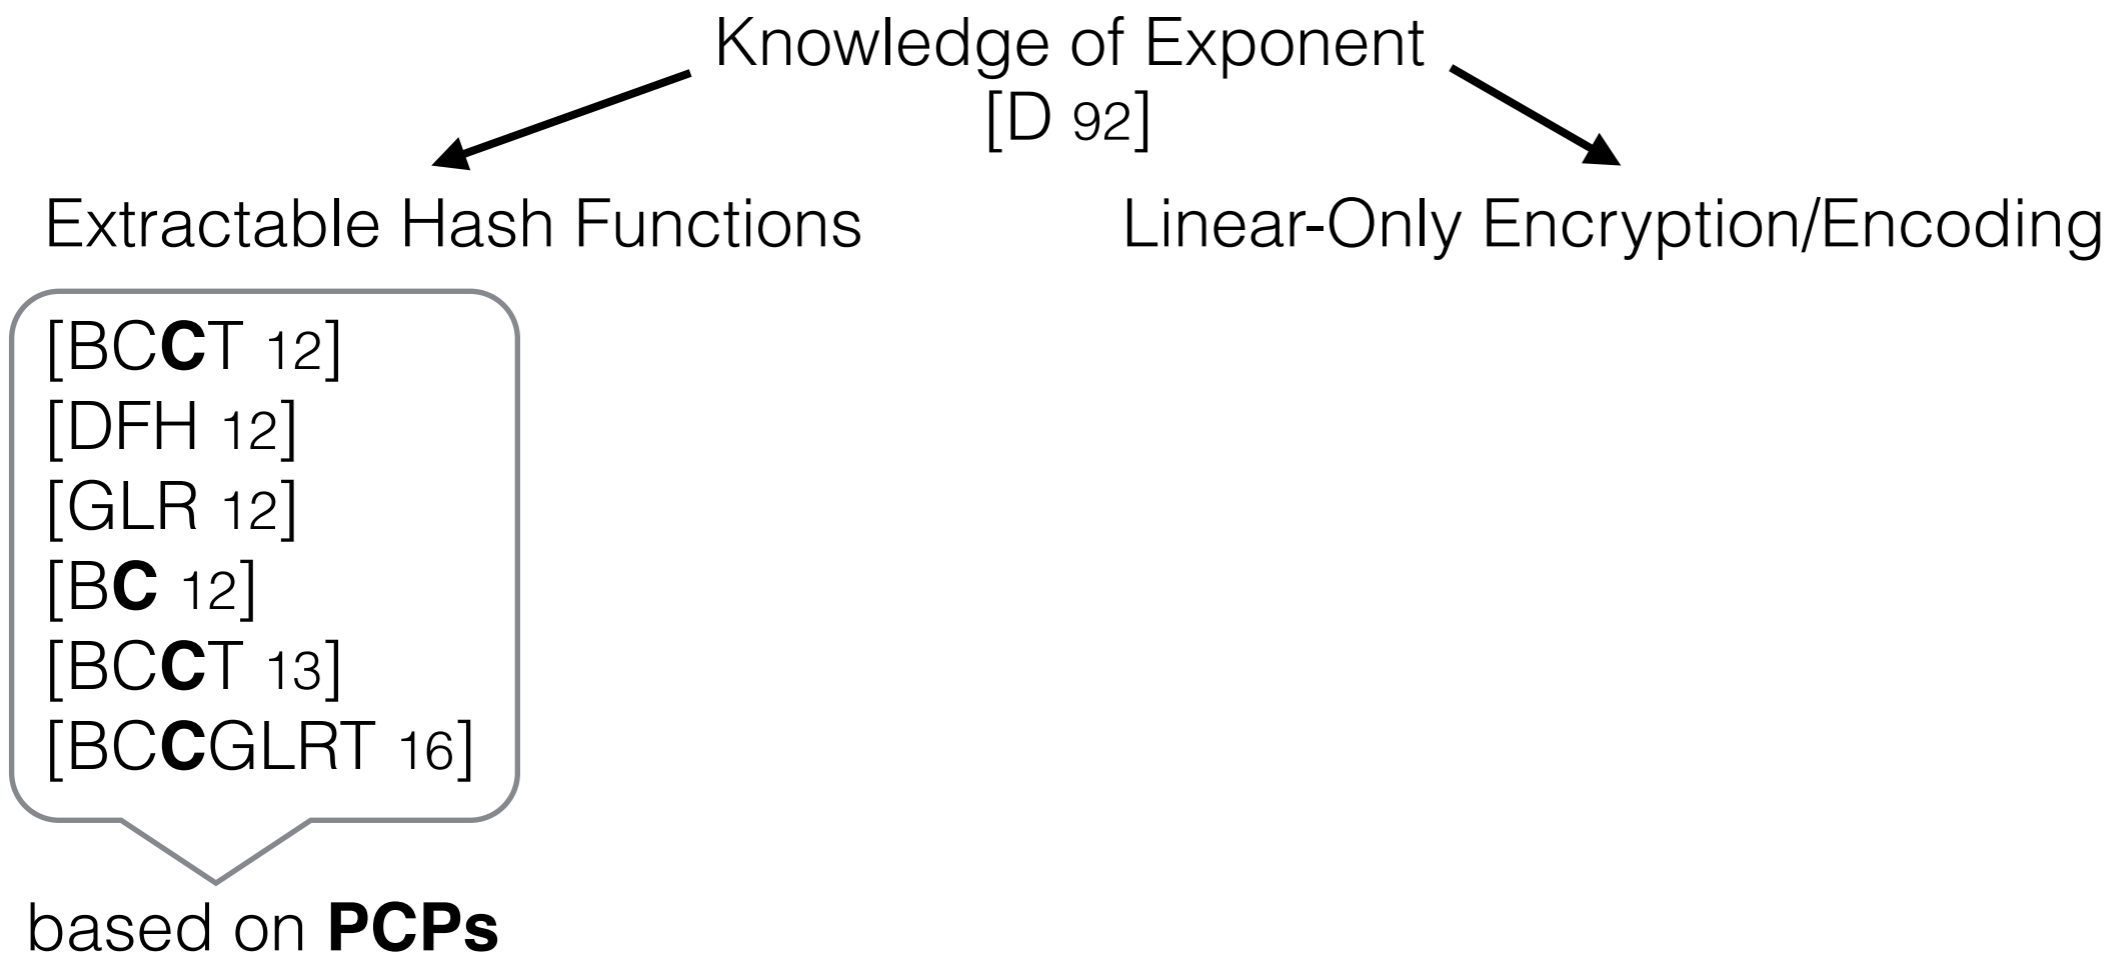 Knowledge of Exponent
[D 92]
Extractable Hash Functions
Linear-Only Encryption/Encoding
[BCCT 12]
[DFH 12]
[GLR 12]
[BC 12]
[BCCT 13]
[BCCGLRT 16]
based on PCPs